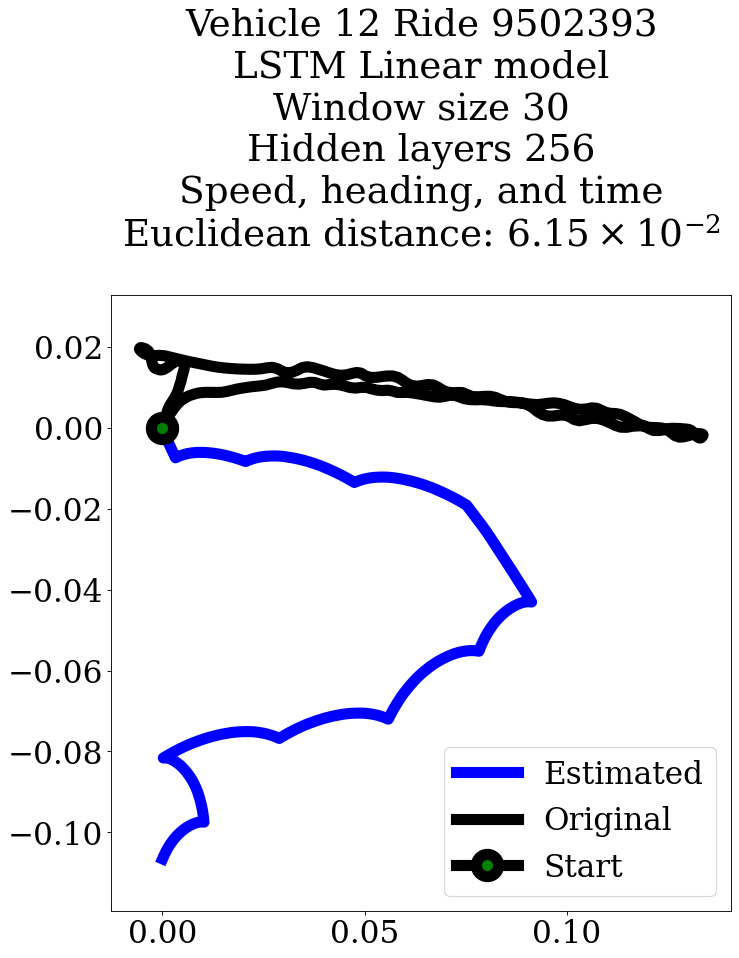 Vehicle 12 Ride 9502393
LSTM Linear model
Window size 30
Hidden layers 256
Speed, heading, and time
Euclidean distance: 6.15 × 10⁻²
0.02
0.00
−0.02
−0.04
−0.06
−0.08
−0.10
Estimated
Original
Start
0.00 0.05 0.10